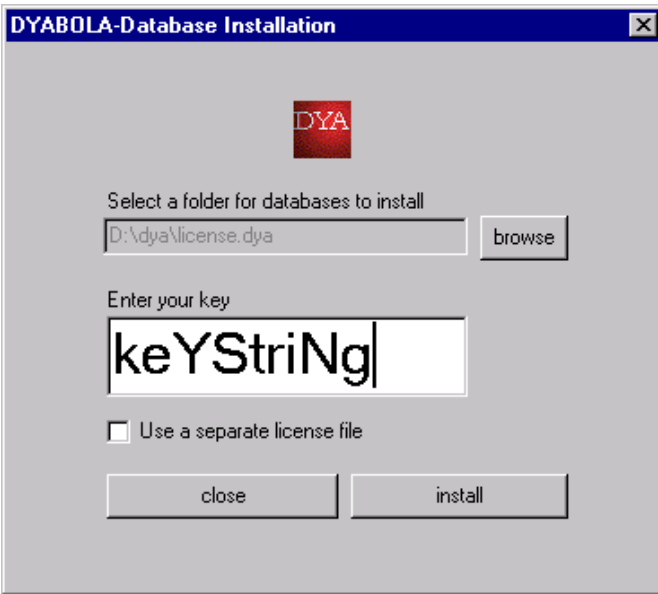 DYABOLA-Database Installation
DYA
Select a folder for databases to install
D:\dya\license.dya
browse
Enter your key
keYStriNg
Use a separate license file
close
install